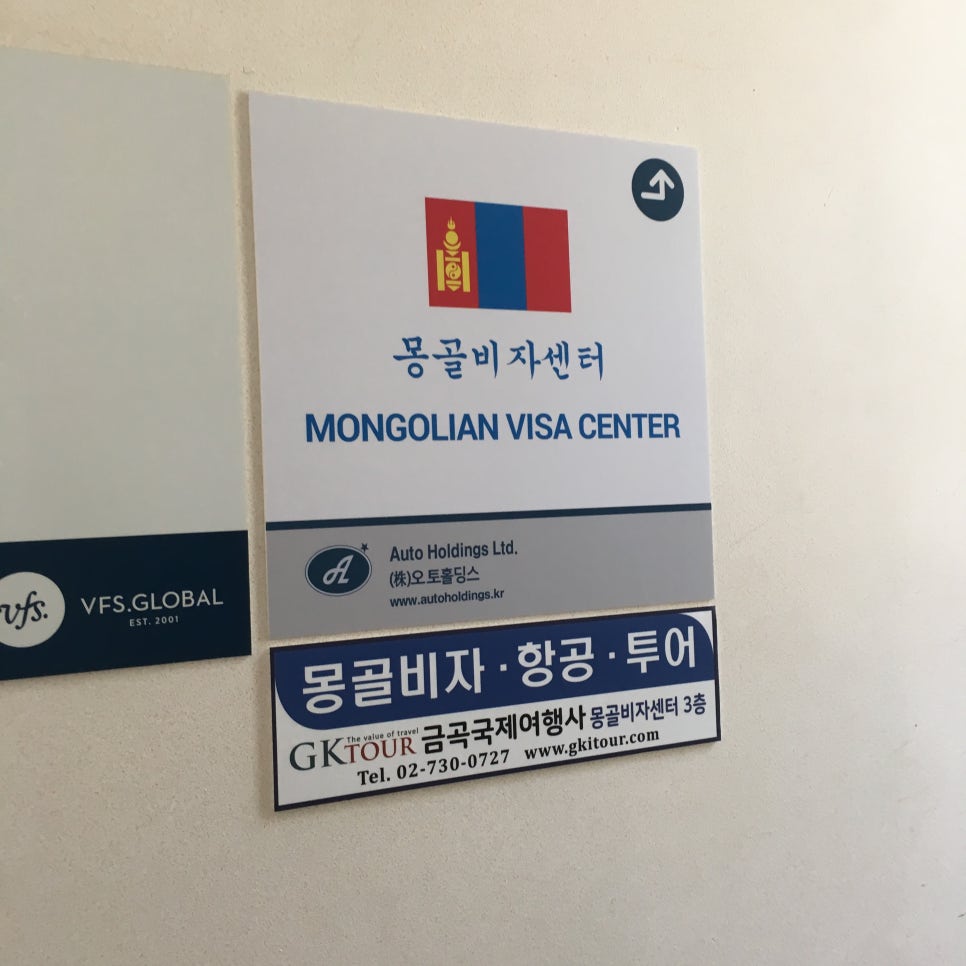 몽골비자센터
MONGOLIAN VISA CENTER
A
Auto Holdings Ltd.
(株)오토홀딩스
www.autoholdings.kr
vfs.
VFS.GLOBAL
EST. 2001
몽골비자·항공·투어
The value of travel
GKTOUR 금곡국제여행사 몽골비자센터 3층
Tel. 02-730-0727 www.gkitour.com